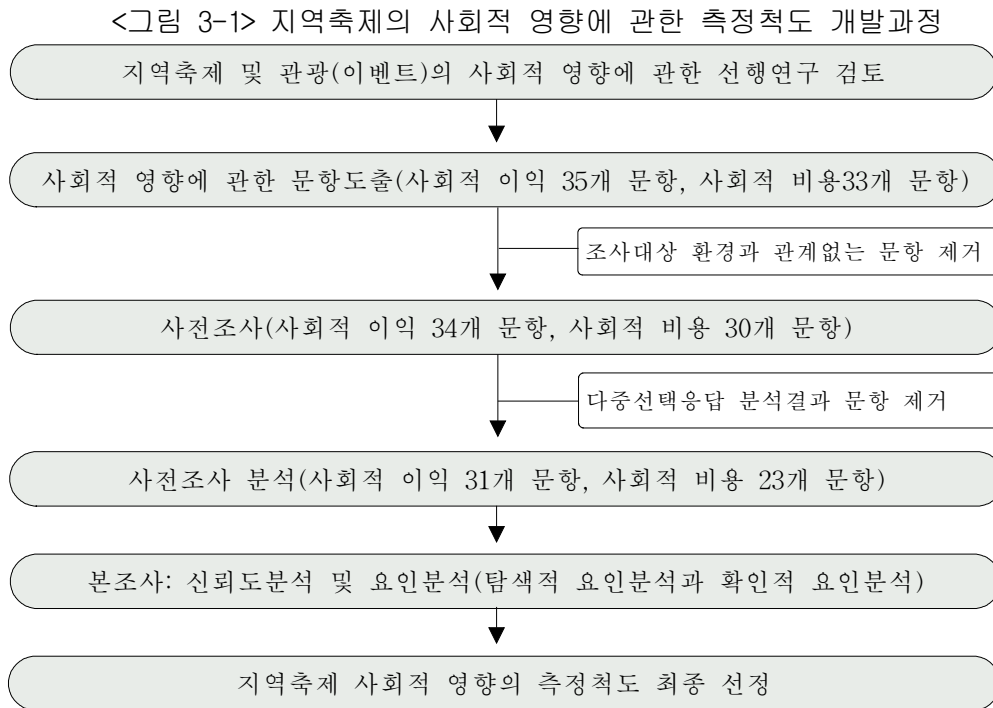 <그림 3-1> 지역축제의 사회적 영향에 관한 측정척도 개발과정
지역축제 및 관광(이벤트)의 사회적 영향에 관한 선행연구 검토
사회적 영향에 관한 문항도출(사회적 이익 35개 문항, 사회적 비용33개 문항)
조사대상 환경과 관계없는 문항 제거
사전조사(사회적 이익 34개 문항, 사회적 비용 30개 문항)
다중선택응답 분석결과 문항 제거
사전조사 분석(사회적 이익 31개 문항, 사회적 비용 23개 문항)
본조사: 신뢰도분석 및 요인분석(탐색적 요인분석과 확인적 요인분석)
지역축제 사회적 영향의 측정척도 최종 선정